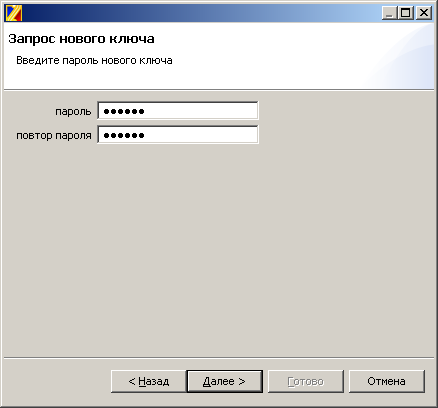 Запрос нового ключа
Введите пароль нового ключа
пароль ●●●●●●
повтор пароля ●●●●●●
< Назад Далее > Готово Отмена